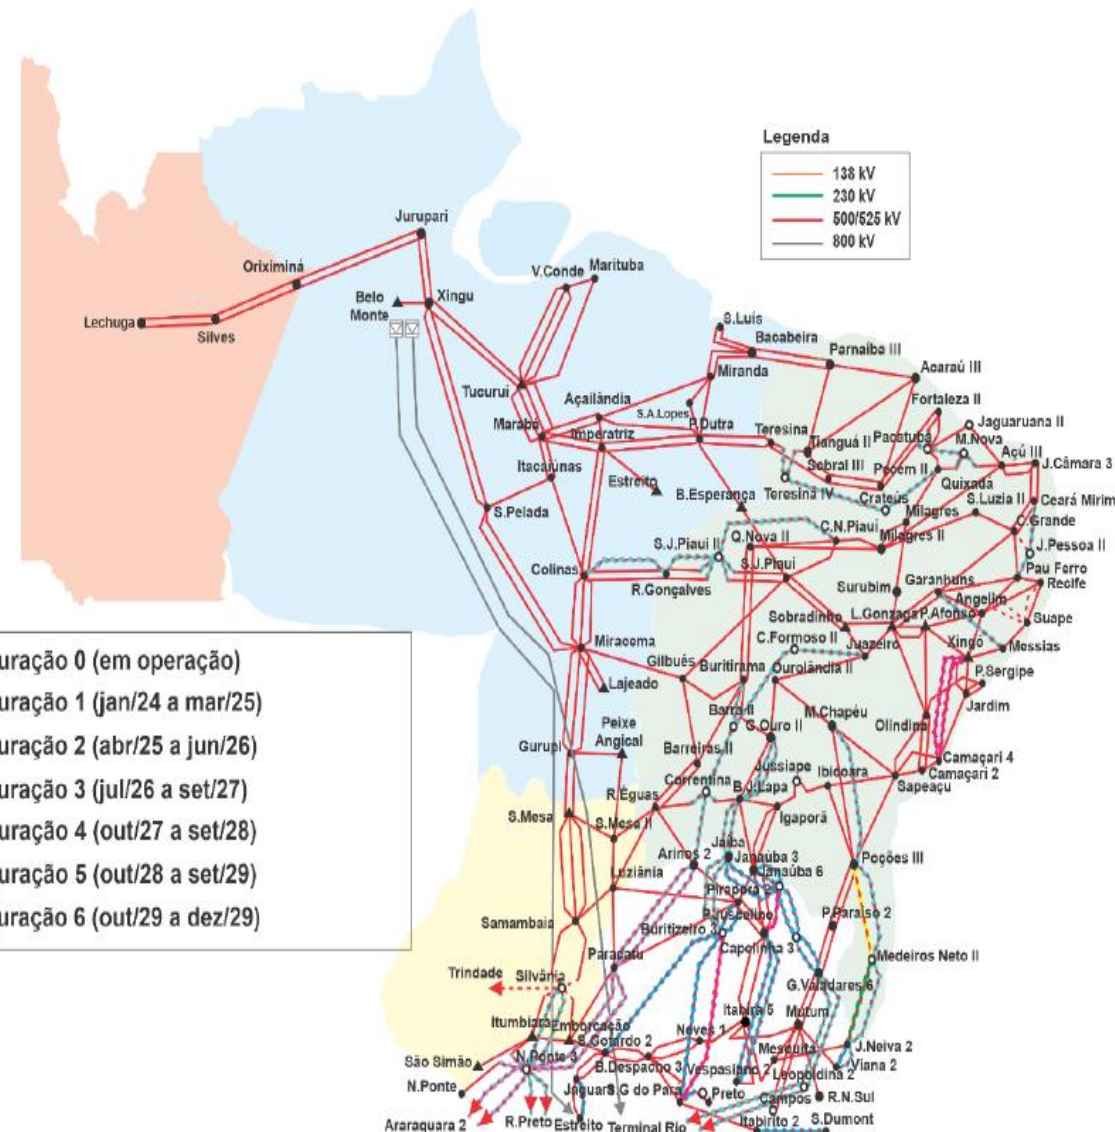 Legenda
138 kV
230 kV
500/525 kV
800 kV
Jurupari
Oriximiná
V.Conde
Marituba
Belo
Monte
Xingu
Lechuga
Silves
S.Luís
Bacabeira
Parnaíba III
Acaraú III
Miranda
Tucuruí
Açailândia
Fortaleza II
S.A.Lopes
Jaguaruana II
Marabá
Imperatriz
P.Dutra
Teresina
Tianguá II
Pacatuba
M.Nova
Açú III
J.Câmara 3
Itacaiúnas
Sobral III
Pecém II
Quixadá
Estreito
Teresina IV
Crateús
S.Luzia II
Ceará Mirim
B.Esperança
Milagres
C.Grande
S.Pelada
C.N.Piauí
Q.Nova II
Milagres II
J.Pessoa II
S.J.Piauí II
Colinas
S.J.Piauí
Pau Ferro
R.Gonçalves
Surubim
Garanhuns
Recife
Angelim
Sobradinho
L.Gonzaga
P.Afonso
Suape
C.Formoso II
Juazeiro
Xingó
Messias
Miracema
Gilbués
Buritirama
Ourolândia II
P.Sergipe
Lajeado
Jardim
Barra II
M.Chapéu
Olindina
Peixe
Angical
G.Ouro II
Gurupi
Barreiras II
Camaçari 4
Jussiape
Ibicoara
Camaçari 2
Correntina
Sapeaçu
R.Éguas
B.J.Lapa
S.Mesa
Igaporã
S.Mesa II
Jaíba
Arinos 2
Janaúba 3
Poções III
Luziânia
Janaúba 6
Pirapora 2
Samambaia
P.Juscelino
P.Paraíso 2
Buritizeiro 3
Capelinha 3
Paracatu
Medeiros Neto II
Trindade
Silvânia
G.Valadares 6
Itabira 5
Mutum
Itumbiara
Emborcação
S.Gotardo 2
Neves 1
J.Neiva 2
São Simão
N.Ponte 3
Mesquita
Viana 2
B.Despacho 3
Vespasiano 2
Leopoldina 2
N.Ponte
Jaguara
S.G do Pará
O.Preto
Campos
R.N.Sul
Araraquara 2
R.Preto
Estreito
Terminal Rio
Itabirito 2
S.Dumont
uração 0 (em operação)
uração 1 (jan/24 a mar/25)
uração 2 (abr/25 a jun/26)
uração 3 (jul/26 a set/27)
uração 4 (out/27 a set/28)
uração 5 (out/28 a set/29)
uração 6 (out/29 a dez/29)